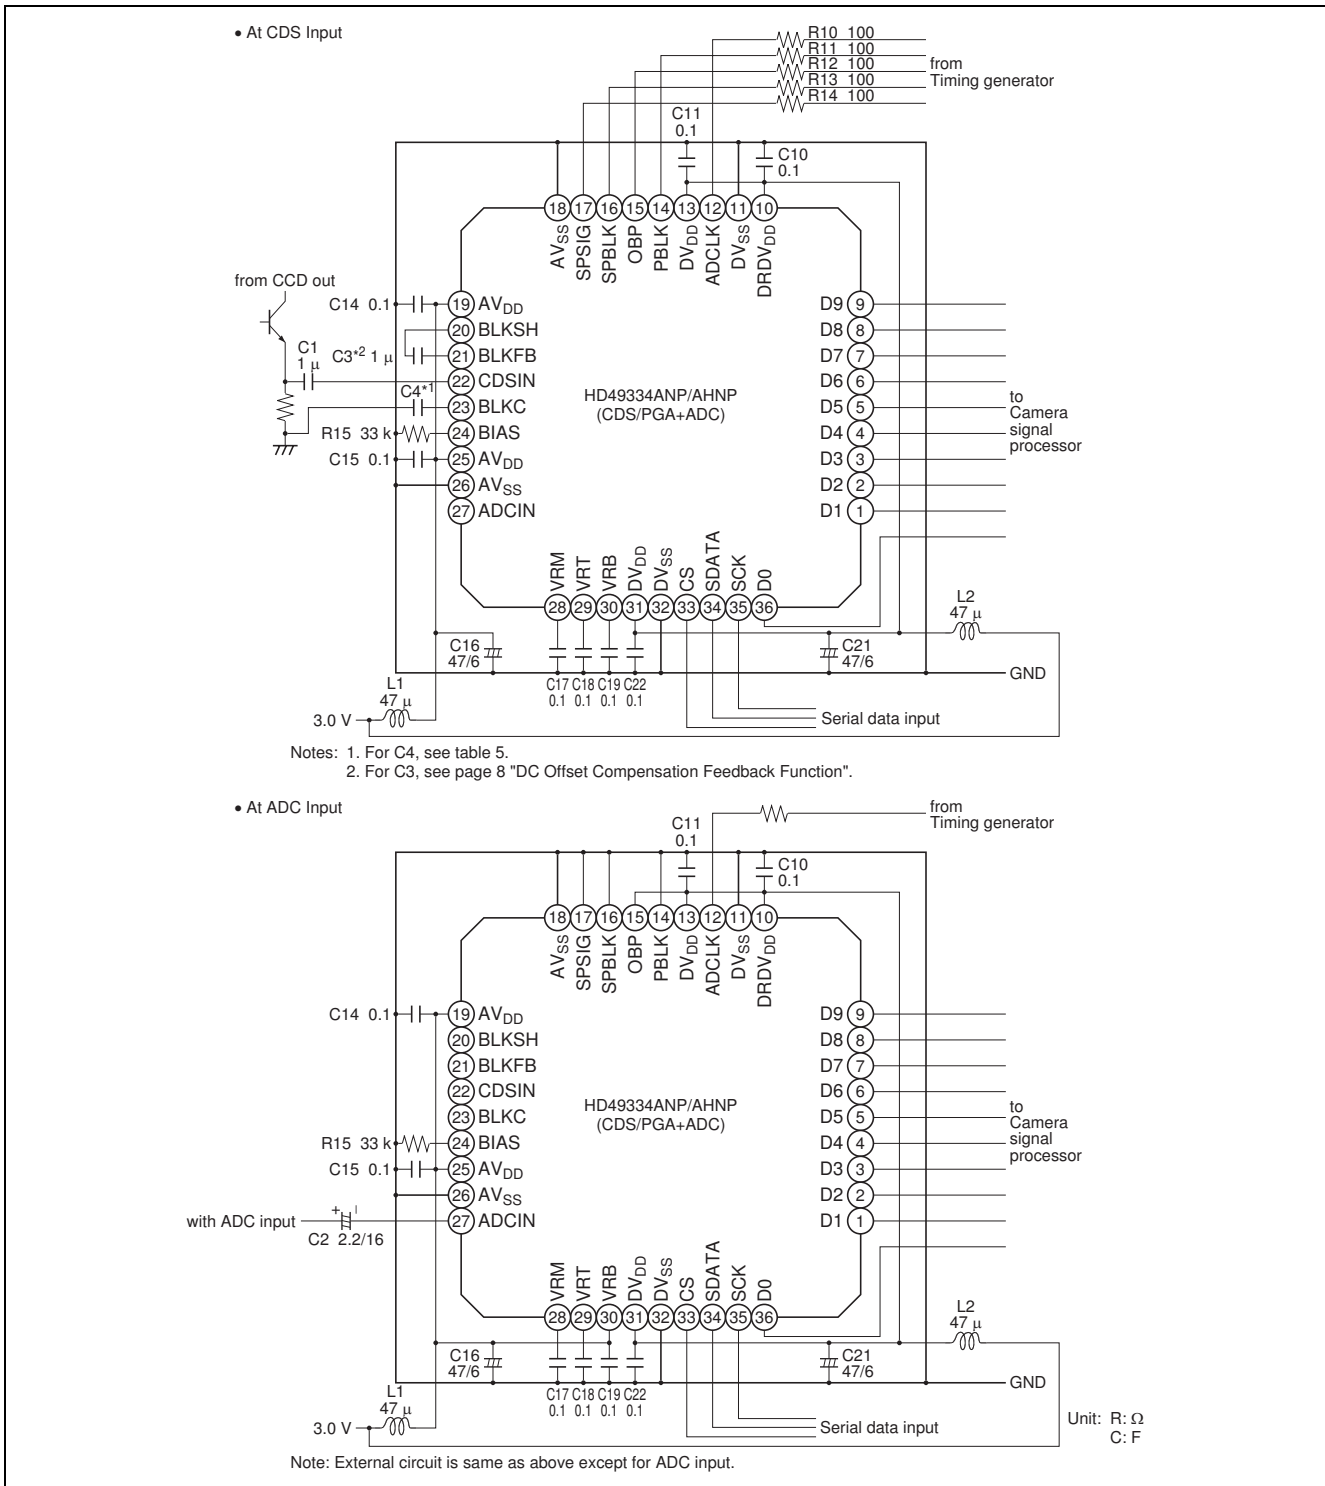 • At CDS Input
R10 100
R11 100
R12 100
R13 100
R14 100
from
Timing generator
C11
0.1
C10
0.1
18 17 16 15 14 13 12 11 10
AVSS
SPSIG
SPBLK
OBP
PBLK
DVDD
ADCLK
DVSS
DRDVDD
from CCD out
C14 0.1
19 AVDD
20 BLKSH
C1
1 μ
C3*2 1 μ
21 BLKFB
22 CDSIN
C4*1
23 BLKC
R15 33 k
24 BIAS
C15 0.1
25 AVDD
26 AVSS
27 ADCIN
HD49334ANP/AHNP
(CDS/PGA+ADC)
D9 9
D8 8
D7 7
D6 6
D5 5
D4 4
D3 3
D2 2
D1 1
to
Camera
signal
processor
VRM
VRT
VRB
DVDD
DVSS
CS
SDATA
SCK
D0
28 29 30 31 32 33 34 35 36
L2
47 μ
C16
47/6
C21
47/6
C17
0.1
C18
0.1
C19
0.1
C22
0.1
GND
L1
47 μ
3.0 V
Serial data input
Notes: 1. For C4, see table 5.
2. For C3, see page 8 "DC Offset Compensation Feedback Function".
• At ADC Input
from
Timing generator
C11
0.1
C10
0.1
18 17 16 15 14 13 12 11 10
AVSS
SPSIG
SPBLK
OBP
PBLK
DVDD
ADCLK
DVSS
DRDVDD
C14 0.1
19 AVDD
20 BLKSH
21 BLKFB
22 CDSIN
23 BLKC
R15 33 k
24 BIAS
C15 0.1
25 AVDD
26 AVSS
with ADC input
+ –
C2 2.2/16
27 ADCIN
HD49334ANP/AHNP
(CDS/PGA+ADC)
D9 9
D8 8
D7 7
D6 6
D5 5
D4 4
D3 3
D2 2
D1 1
to
Camera
signal
processor
VRM
VRT
VRB
DVDD
DVSS
CS
SDATA
SCK
D0
28 29 30 31 32 33 34 35 36
L2
47 μ
C16
47/6
C21
47/6
C17
0.1
C18
0.1
C19
0.1
C22
0.1
GND
L1
47 μ
3.0 V
Serial data input
Unit: R: Ω
C: F
Note: External circuit is same as above except for ADC input.